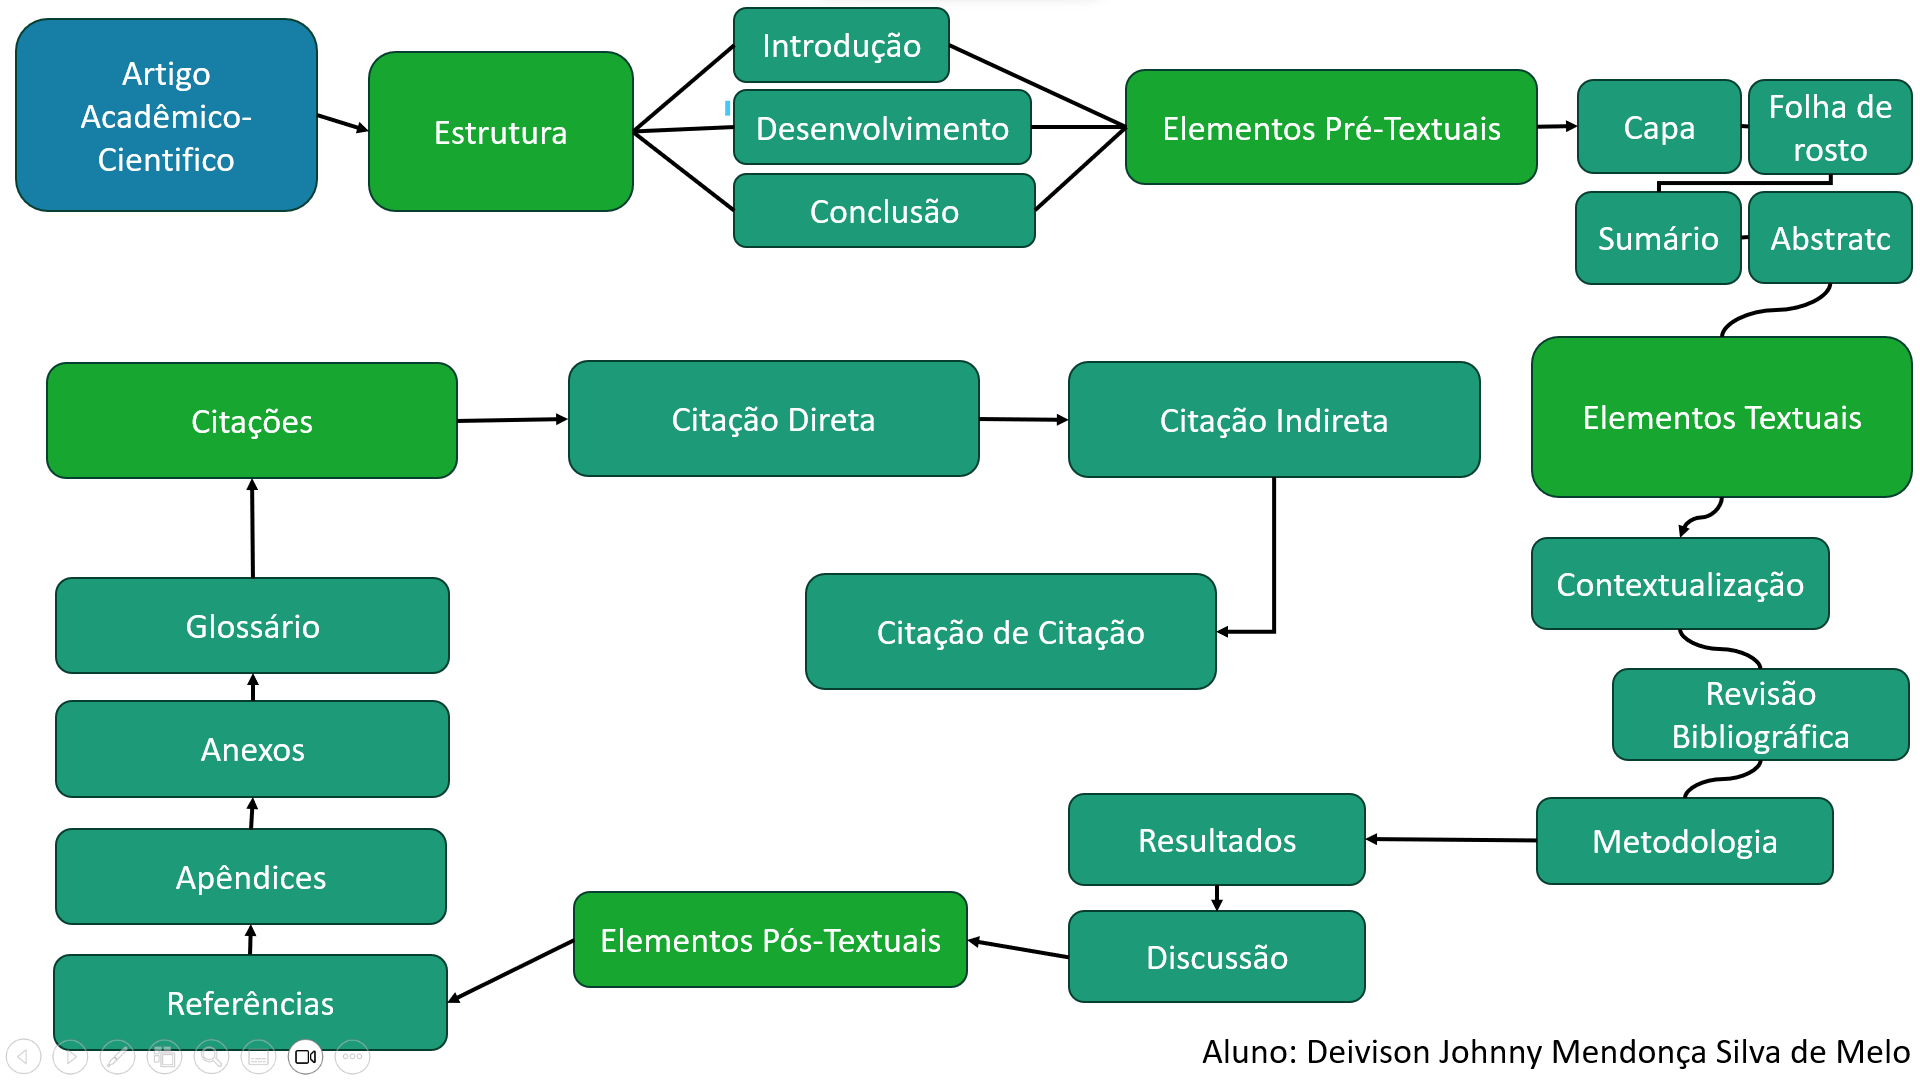 Artigo
Acadêmico-
Cientifico
Estrutura
Introdução
Desenvolvimento
Conclusão
Elementos Pré-Textuais
Capa
Folha de
rosto
Sumário
Abstratc
Elementos Textuais
Contextualização
Revisão
Bibliográfica
Metodologia
Resultados
Discussão
Elementos Pós-Textuais
Referências
Apêndices
Anexos
Glossário
Citações
Citação Direta
Citação Indireta
Citação de Citação
Aluno: Deivison Johnny Mendonça Silva de Melo